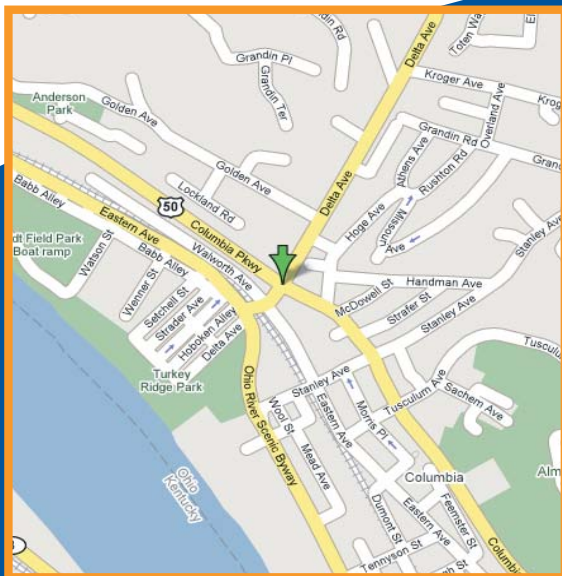 Grandin Rd
Delta Ave
Grandin Pl
Grandin Ter
Kroger Ave
Overland Ave
Anderson
Park
Golden Ave
Grandin Rd
Athens Ave
Rushton Rd
Golden Ave
Lockland Rd
50
Delta Ave
Hoge Ave
Missouri
Ave
Stanley Ave
Babb Alley
Eastern Ave
Columbia Pkwy
Walworth Ave
Field Park
Boat ramp
Watson St
Babb Alley
Wenner St
Setchell St
Strader Ave
Hoboken Alley
Delta Ave
Handman Ave
McDowell St
Strafer St
Stanley Ave
Turkey
Ridge Park
Ohio River Scenic Byway
Stanley Ave
Tusculum Ave
Sachem Ave
Wool St
Eastern Ave
Morris Pl
Mead Ave
Columbia
Ohio
Kentucky
Dumont St
Eastern Ave
Feemster St
Tennyson St
Columbia